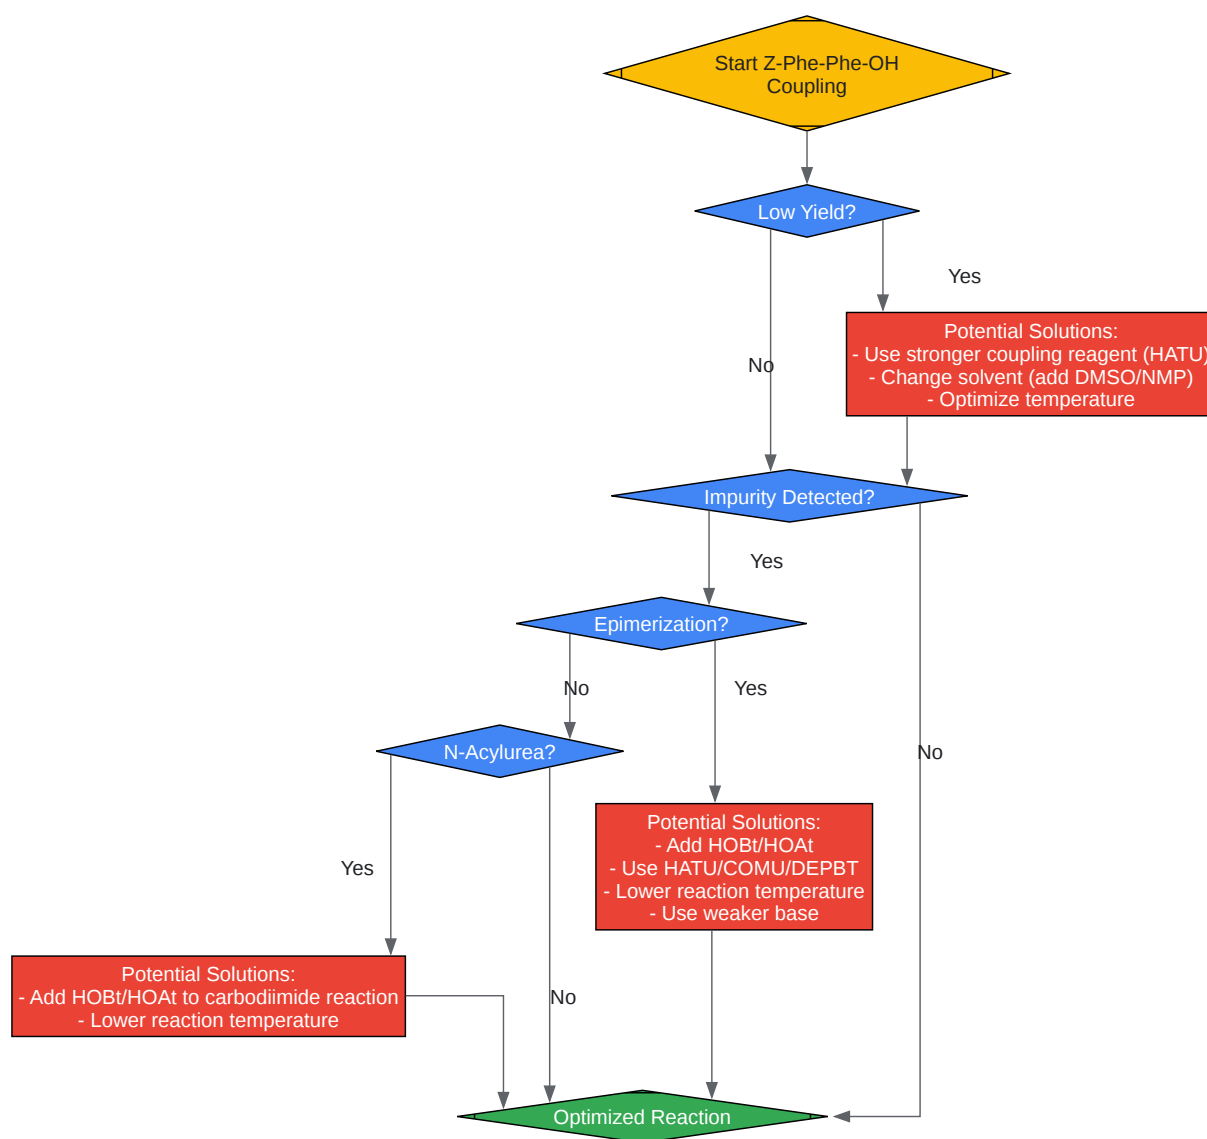 Start Z-Phe-Phe-OH
Coupling
Low Yield?
Yes
Potential Solutions:
- Use stronger coupling reagent (HATU)
- Change solvent (add DMSO/NMP)
- Optimize temperature
No
Impurity Detected?
Yes
Epimerization?
No
Yes
N-Acylurea?
No
Potential Solutions:
- Add HOBt/HOAt
- Use HATU/COMU/DEPBT
- Lower reaction temperature
- Use weaker base
Yes
Potential Solutions:
- Add HOBt/HOAt to carbodiimide reaction
- Lower reaction temperature
No
Optimized Reaction